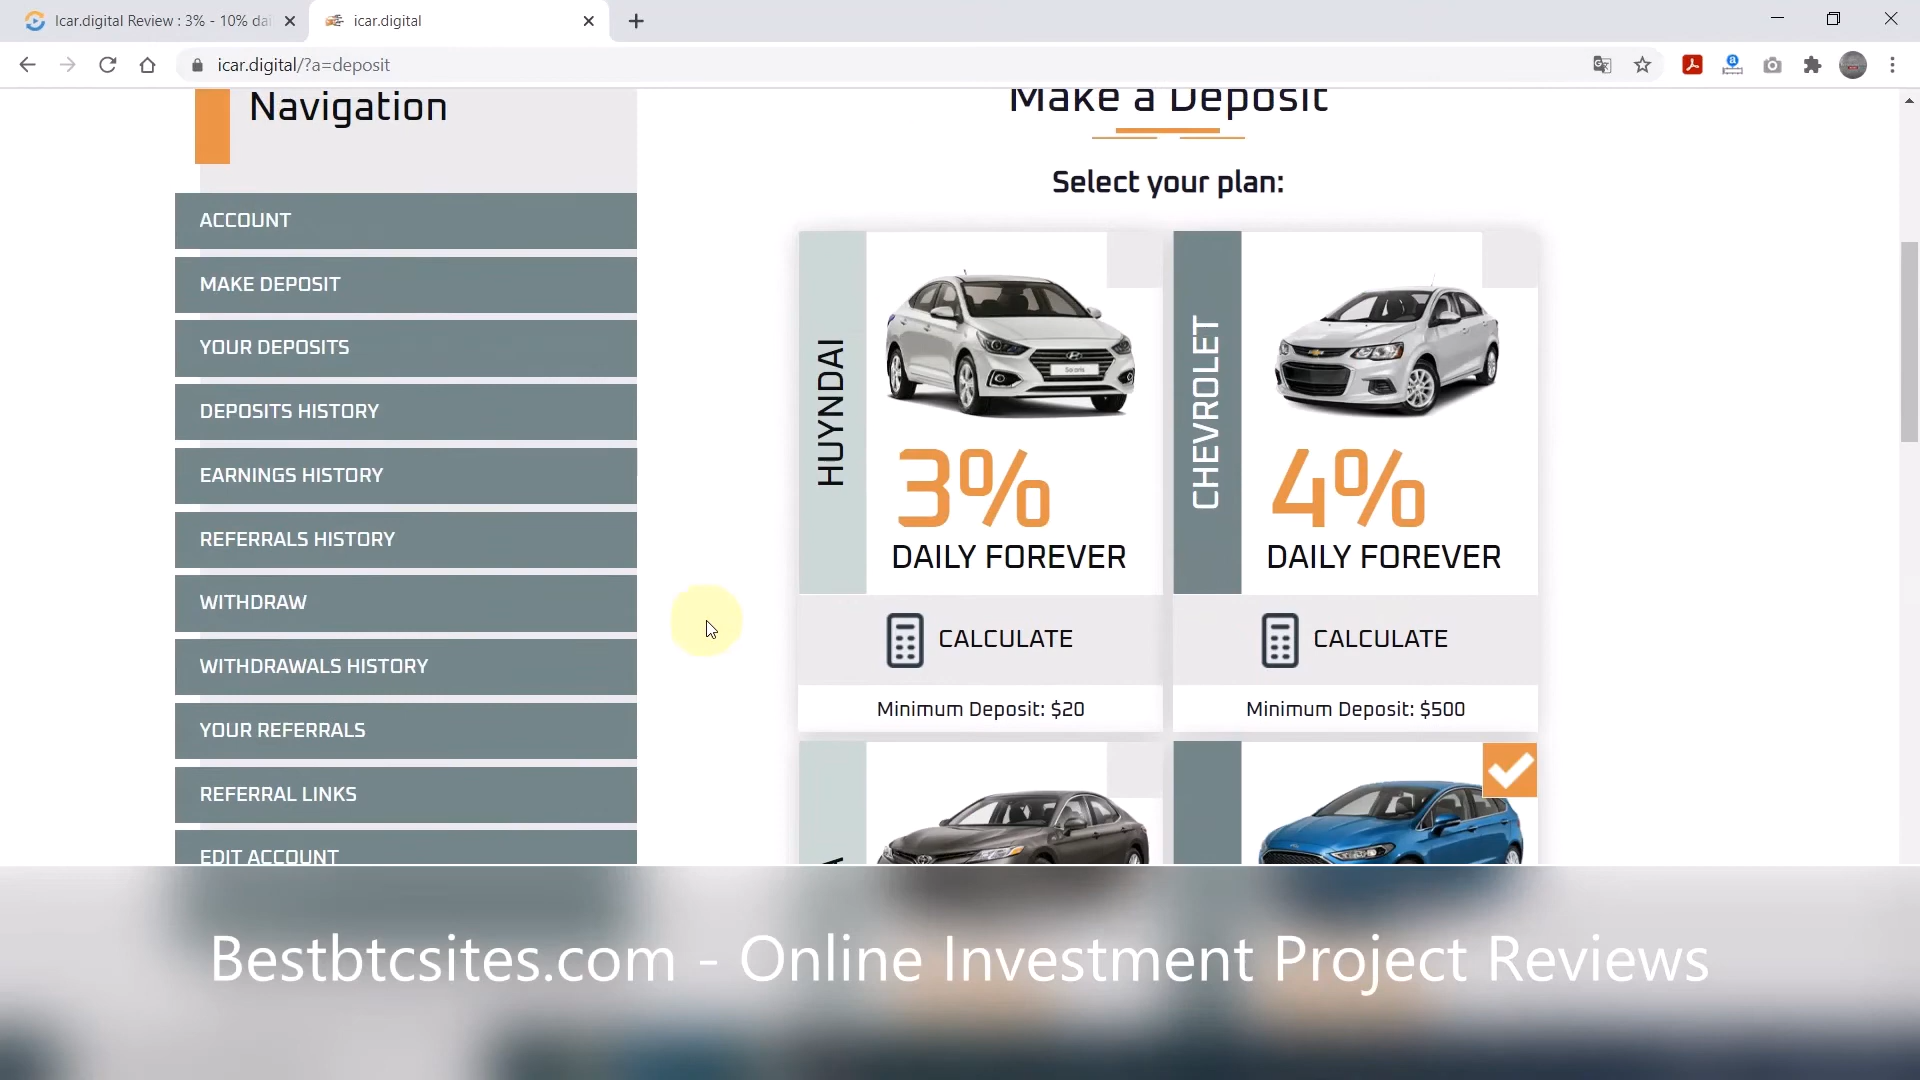 Icar.digital Review : 3% - 10% dai
icar.digital
icar.digital/?a=deposit
Navigation
ACCOUNT
MAKE DEPOSIT
YOUR DEPOSITS
DEPOSITS HISTORY
EARNINGS HISTORY
REFERRALS HISTORY
WITHDRAW
WITHDRAWALS HISTORY
YOUR REFERRALS
REFERRAL LINKS
EDIT ACCOUNT
Make a Deposit
Select your plan:
HUYNDAI
3%
DAILY FOREVER
CALCULATE
Minimum Deposit: $20
CHEVROLET
4%
DAILY FOREVER
CALCULATE
Minimum Deposit: $500
A
Bestbtcsites.com - Online Investment Project Reviews